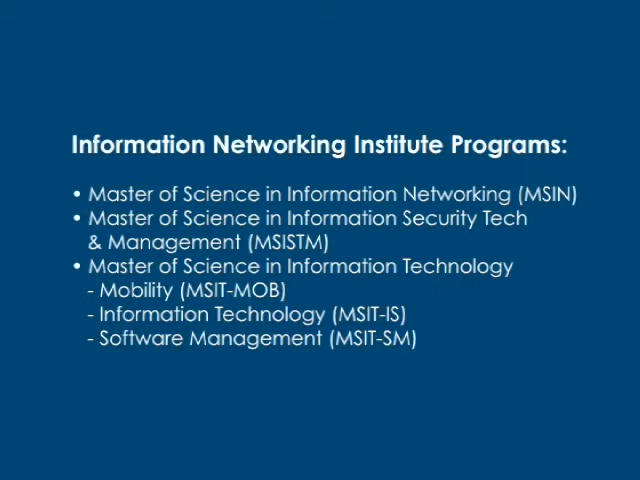 Information Networking Institute Programs:
• Master of Science in Information Networking (MSIN)
• Master of Science in Information Security Tech
& Management (MSISTM)
• Master of Science in Information Technology
- Mobility (MSIT-MOB)
- Information Technology (MSIT-IS)
- Software Management (MSIT-SM)